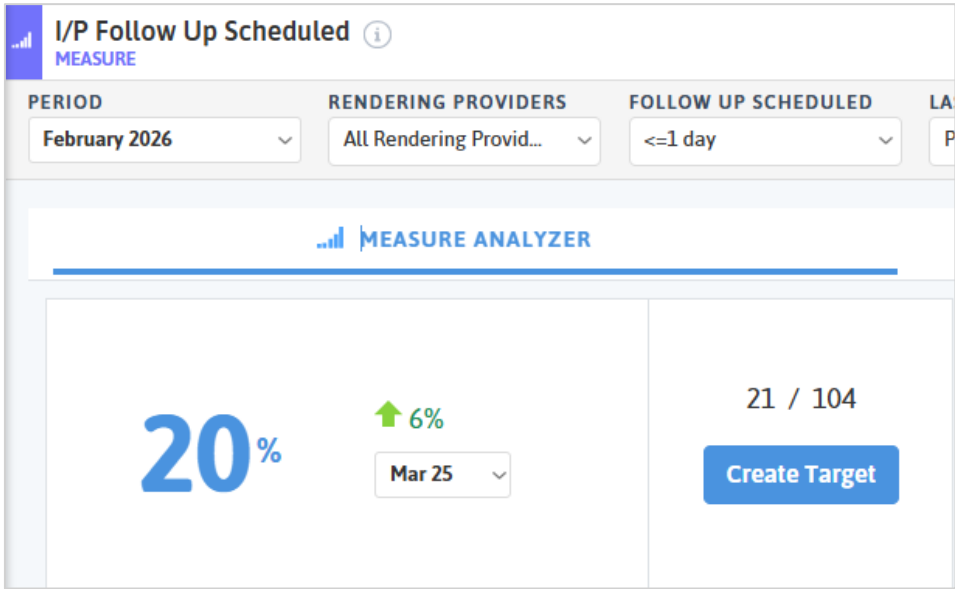 I/P Follow Up Scheduled i
MEASURE
PERIOD RENDERING PROVIDERS FOLLOW UP SCHEDULED LA
February 2026 All Rendering Provid... <=1 day P
MEASURE ANALYZER
20% 6% 21 / 104
Mar 25 Create Target